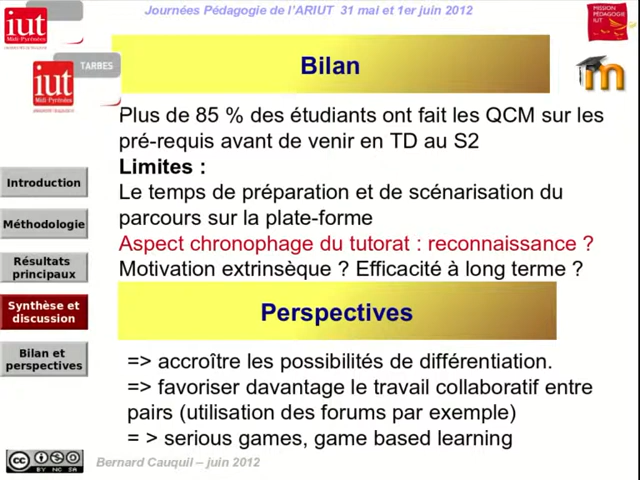 Journées Pédagogie de l'ARIUT 31 mai et 1er juin 2012
iut
Midi Pyrénées
TARBES
iut
Midi Pyrénées
MISSION
PÉDAGOGIE
IUT
m
Bilan
Plus de 85 % des étudiants ont fait les QCM sur les
pré-requis avant de venir en TD au S2
Limites :
Le temps de préparation et de scénarisation du
parcours sur la plate-forme
Aspect chronophage du tutorat : reconnaissance ?
Motivation extrinsèque ? Efficacité à long terme ?
Introduction
Méthodologie
Résultats
principaux
Synthèse et
discussion
Bilan et
perspectives
Perspectives
=> accroître les possibilités de différentiation.
=> favoriser davantage le travail collaboratif entre
pairs (utilisation des forums par exemple)
= > serious games, game based learning
cc
BY NC SA
Bernard Cauquil – juin 2012